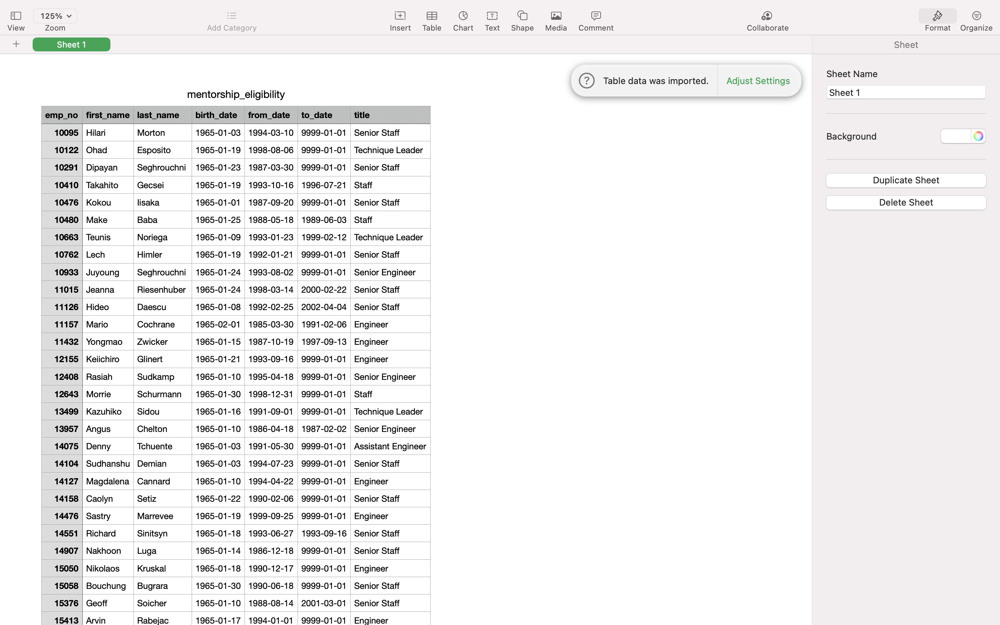 View
125%
Zoom
Add Category
Insert
Table
Chart
Text
Shape
Media
Comment
Collaborate
Format
Organize
Sheet 1
Sheet
Table data was imported.
Adjust Settings
Sheet Name
Sheet 1
Background
Duplicate Sheet
Delete Sheet
mentorship_eligibility
emp_no first_name last_name birth_date from_date to_date title
10095 Hilari Morton 1965-01-03 1994-03-10 9999-01-01 Senior Staff
10122 Ohad Esposito 1965-01-19 1998-08-06 9999-01-01 Technique Leader
10291 Dipayan Seghrouchni 1965-01-23 1987-03-30 9999-01-01 Senior Staff
10410 Takahito Gecsei 1965-01-19 1993-10-16 1996-07-21 Staff
10476 Kokou Iisaka 1965-01-01 1987-09-20 9999-01-01 Senior Staff
10480 Make Baba 1965-01-25 1988-05-18 1989-06-03 Staff
10663 Teunis Noriega 1965-01-09 1993-01-23 1999-02-12 Technique Leader
10762 Lech Himler 1965-01-19 1992-01-21 9999-01-01 Senior Staff
10933 Juyoung Seghrouchni 1965-01-24 1993-08-02 9999-01-01 Senior Engineer
11015 Jeanna Riesenhuber 1965-01-24 1998-03-14 2000-02-22 Senior Staff
11126 Hideo Daescu 1965-01-08 1992-02-25 2002-04-04 Senior Staff
11157 Mario Cochrane 1965-02-01 1985-03-30 1991-02-06 Engineer
11432 Yongmao Zwicker 1965-01-15 1987-10-19 1997-09-13 Engineer
12155 Keiichiro Glinert 1965-01-21 1993-09-16 9999-01-01 Engineer
12408 Rasiah Sudkamp 1965-01-10 1995-04-18 9999-01-01 Senior Engineer
12643 Morrie Schurmann 1965-01-30 1998-12-31 9999-01-01 Staff
13499 Kazuhiko Sidou 1965-01-16 1991-09-01 9999-01-01 Technique Leader
13957 Angus Chelton 1965-01-10 1986-04-18 1987-02-02 Senior Engineer
14075 Denny Tchuente 1965-01-03 1991-05-30 9999-01-01 Assistant Engineer
14104 Sudhanshu Demian 1965-01-03 1994-07-23 9999-01-01 Senior Staff
14127 Magdalena Cannard 1965-01-10 1994-04-22 9999-01-01 Engineer
14158 Caolyn Setiz 1965-01-22 1990-02-06 9999-01-01 Senior Staff
14476 Sastry Marrevee 1965-01-19 1999-09-25 9999-01-01 Engineer
14551 Richard Sinitsyn 1965-01-18 1993-06-27 1993-09-16 Senior Staff
14907 Nakhoon Luga 1965-01-14 1986-12-18 9999-01-01 Senior Staff
15050 Nikolaos Kruskal 1965-01-18 1990-12-17 9999-01-01 Engineer
15058 Bouchung Bugrara 1965-01-30 1990-06-18 9999-01-01 Senior Staff
15376 Geoff Soicher 1965-01-10 1988-08-14 2001-03-01 Senior Staff
15413 Arvin Rabejac 1965-01-17 1994-01-01 9999-01-01 Engineer